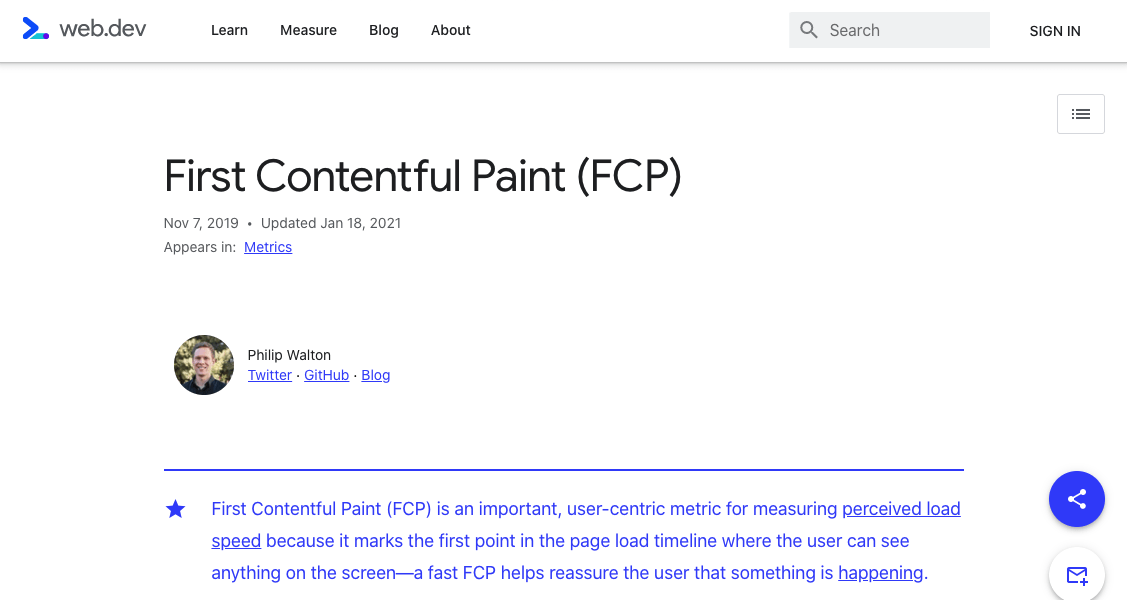 web.dev
Learn Measure Blog About
Search
SIGN IN
First Contentful Paint (FCP)
Nov 7, 2019 • Updated Jan 18, 2021
Appears in: Metrics
Philip Walton
Twitter · GitHub · Blog
First Contentful Paint (FCP) is an important, user-centric metric for measuring perceived load
speed because it marks the first point in the page load timeline where the user can see
anything on the screen—a fast FCP helps reassure the user that something is happening.